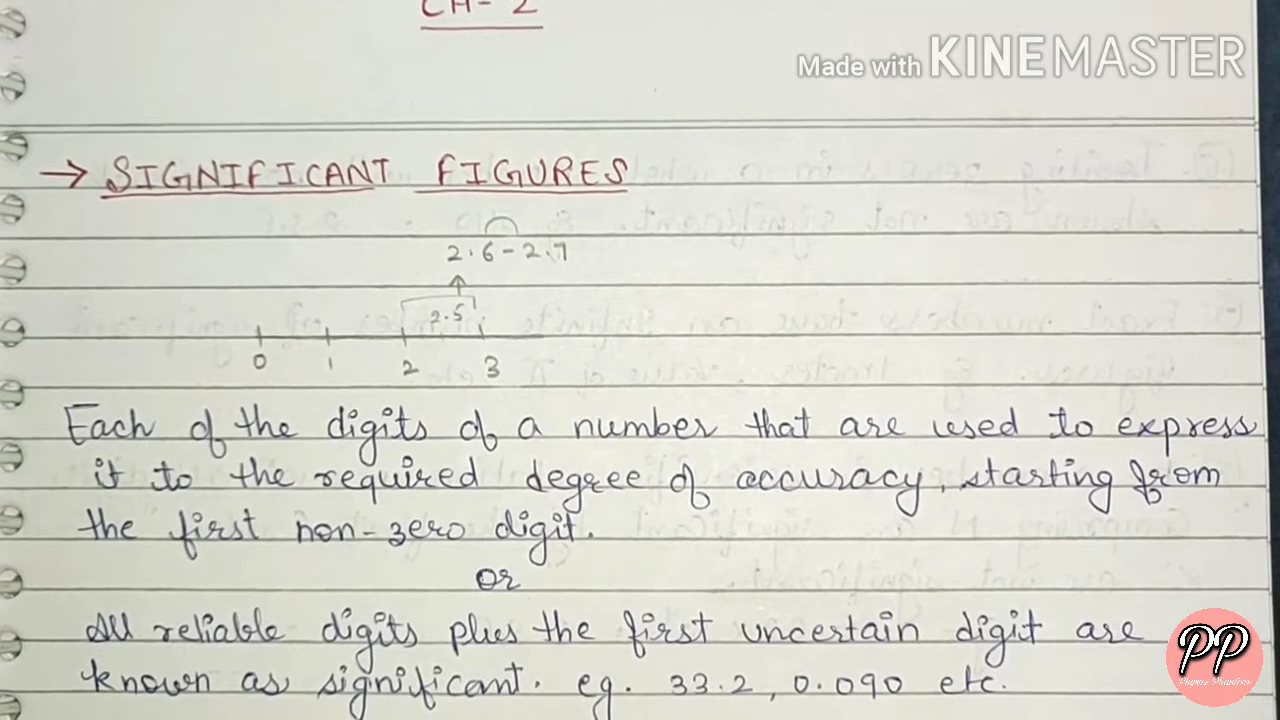 CH- 2
Made with KINEMASTER
→ SIGNIFICANT FIGURES
2.6 - 2.7
2.5
0 1 2 3
Each of the digits of a number that are used to express
it to the required degree of accuracy, starting from
the first non-zero digit.
or
All reliable digits plus the first uncertain digit are
known as significant. eg. 33.2, 0.090 etc.
PP